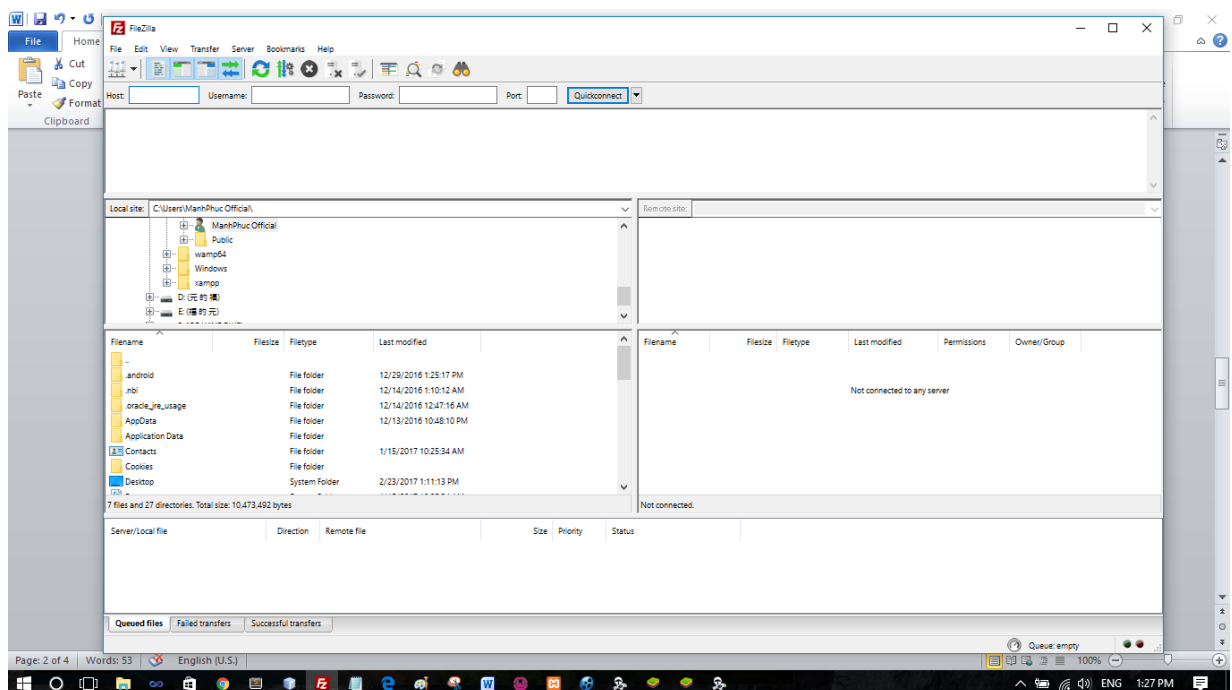 FileZilla
File Home
File Edit View Transfer Server Bookmarks Help
Cut
Copy
Paste
Format
Clipboard
Host: Username: Password: Port: Quickconnect
Local site: C:\Users\ManhPhuc Official\
Remote site:
ManhPhuc Official
Public
wamp64
Windows
xampp
D: (元的福)
E: (福的元)
Filename Filesize Filetype Last modified
..
.android File folder 12/29/2016 1:25:17 PM
.nbi File folder 12/14/2016 1:10:12 AM
.oracle_jre_usage File folder 12/14/2016 12:47:16 AM
AppData File folder 12/13/2016 10:48:10 PM
Application Data File folder
Contacts File folder 1/15/2017 10:25:34 AM
Cookies File folder
Desktop System Folder 2/23/2017 1:11:13 PM
7 files and 27 directories. Total size: 10,473,492 bytes
Filename Filesize Filetype Last modified Permissions Owner/Group
Not connected to any server
Not connected.
Server/Local file Direction Remote file Size Priority Status
Queued files Failed transfers Successful transfers
Queue: empty
Page: 2 of 4 Words: 53 English (U.S.) 100%
ENG 1:27 PM